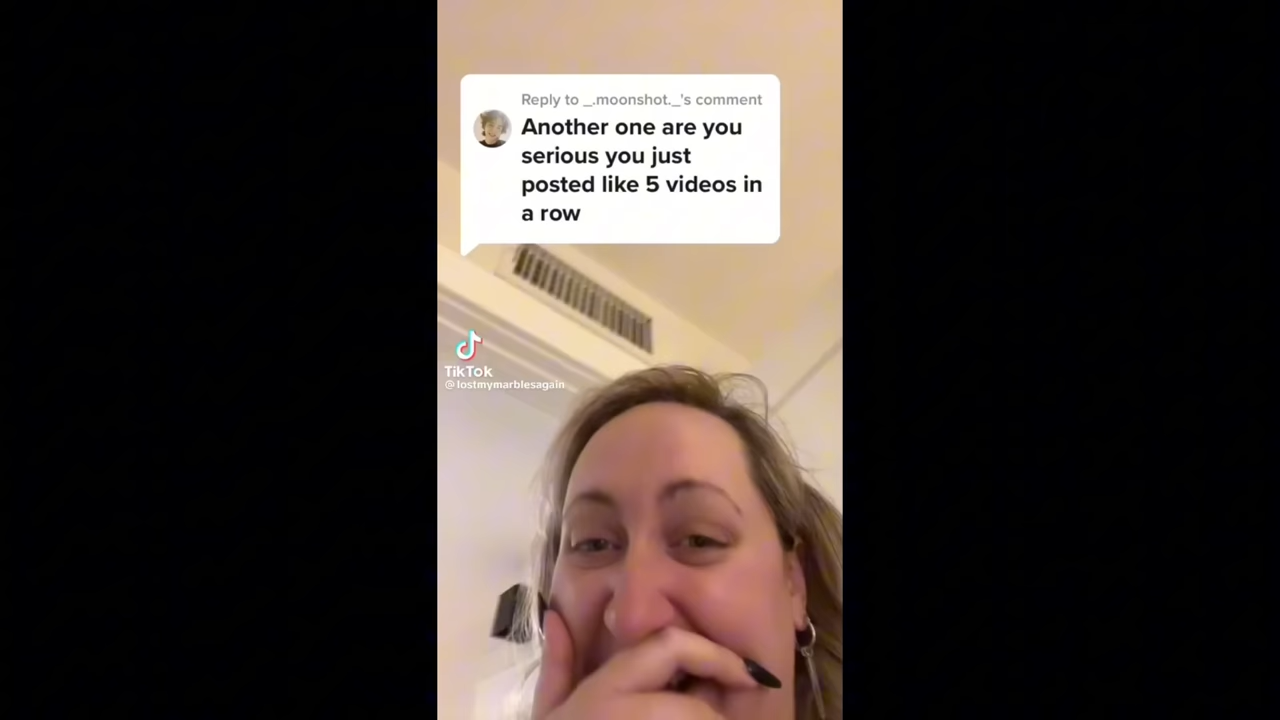 Reply to _.moonshot._'s comment
Another one are you
serious you just
posted like 5 videos in
a row
TikTok
@lostmymarblesagain